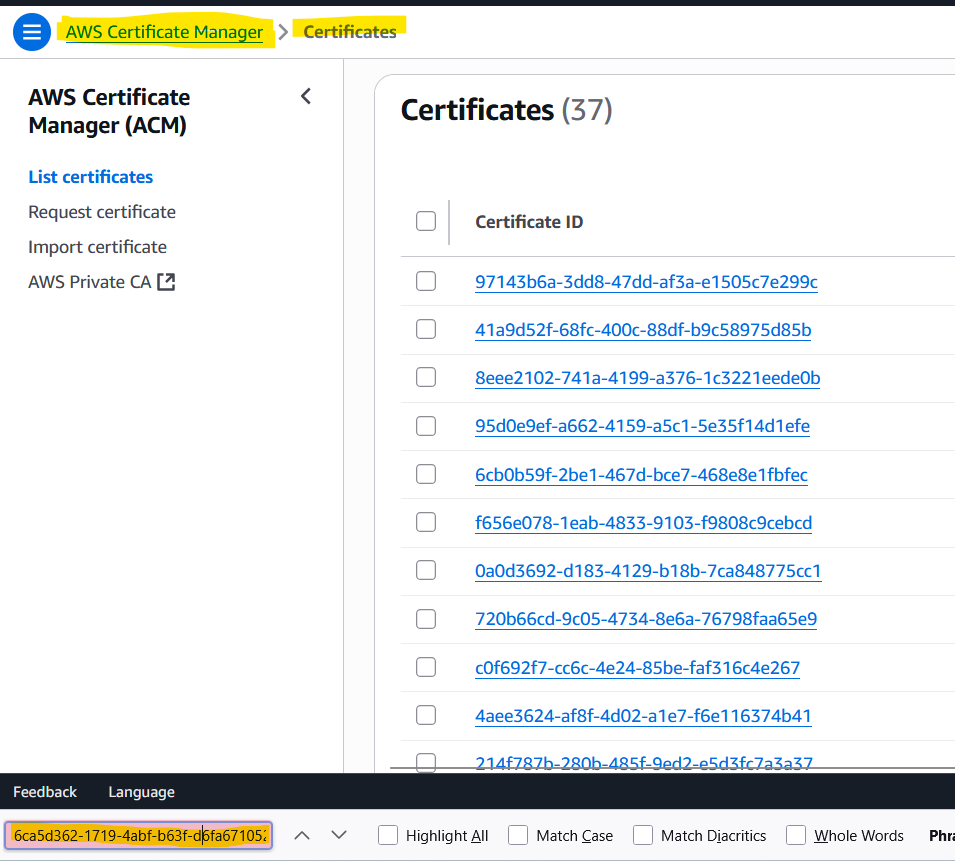 AWS Certificate Manager > Certificates
AWS Certificate
Manager (ACM)
List certificates
Request certificate
Import certificate
AWS Private CA
Certificates (37)
Certificate ID
97143b6a-3dd8-47dd-af3a-e1505c7e299c
41a9d52f-68fc-400c-88df-b9c58975d85b
8eee2102-741a-4199-a376-1c3221eede0b
95d0e9ef-a662-4159-a5c1-5e35f14d1efe
6cb0b59f-2be1-467d-bce7-468e8e1fbfec
f656e078-1eab-4833-9103-f9808c9cebcd
0a0d3692-d183-4129-b18b-7ca848775cc1
720b66cd-9c05-4734-8e6a-76798faa65e9
c0f692f7-cc6c-4e24-85be-faf316c4e267
4aee3624-af8f-4d02-a1e7-f6e116374b41
214f787b-280b-485f-9ed2-e5d3fc7a3a37
Feedback Language
6ca5d362-1719-4abf-b63f-d6fa671052 Highlight All Match Case Match Diacritics Whole Words Phra